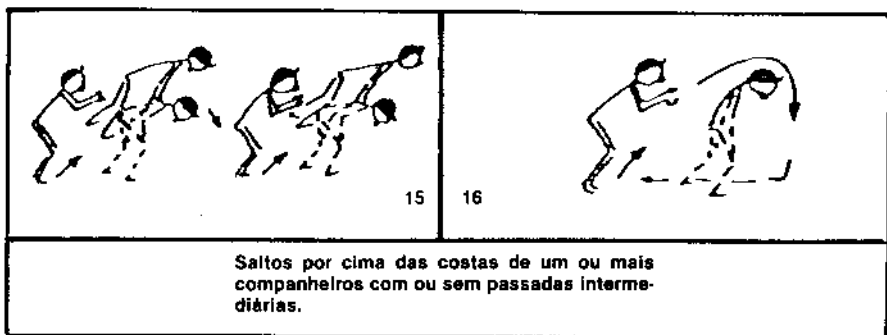 15
16
Saltos por cima das costas de um ou mais
companheiros com ou sem passadas interme-
diárias.